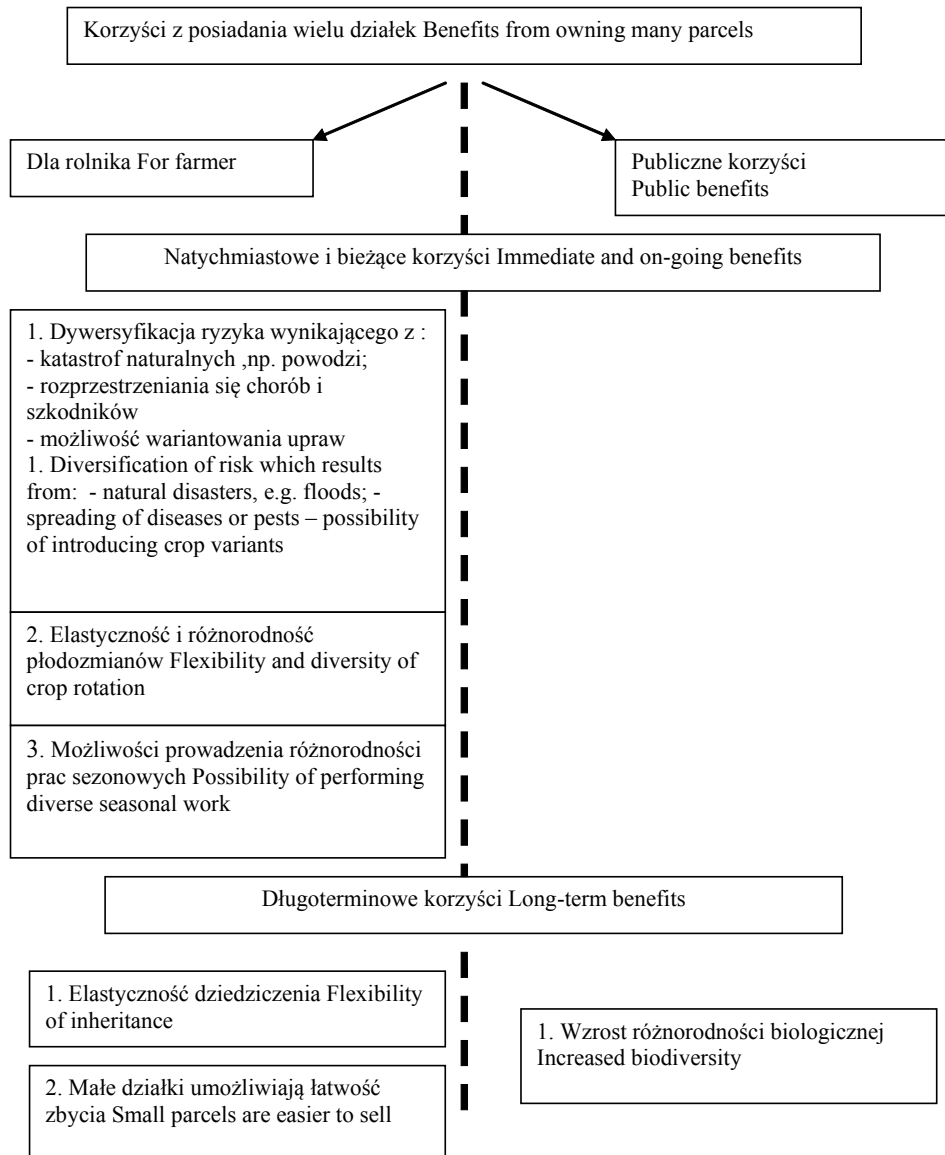 Korzyści z posiadania wielu działek Benefits from owning many parcels
Dla rolnika For farmer
Publiczne korzyści
Public benefits
Natychmiastowe i bieżące korzyści Immediate and on-going benefits
1. Dywersyfikacja ryzyka wynikającego z :
- katastrof naturalnych ,np. powodzi;
- rozprzestrzeniania się chorób i
szkodników
- możliwość wariantowania upraw
1. Diversification of risk which results
from:  - natural disasters, e.g. floods; -
spreading of diseases or pests – possibility
of introducing crop variants
2. Elastyczność i różnorodność
płodozmianów Flexibility and diversity of
crop rotation
3. Możliwości prowadzenia różnorodności
prac sezonowych Possibility of performing
diverse seasonal work
Długoterminowe korzyści Long-term benefits
1. Elastyczność dziedziczenia Flexibility
of inheritance
2. Małe działki umożliwiają łatwość
zbycia Small parcels are easier to sell
1. Wzrost różnorodności biologicznej
Increased biodiversity